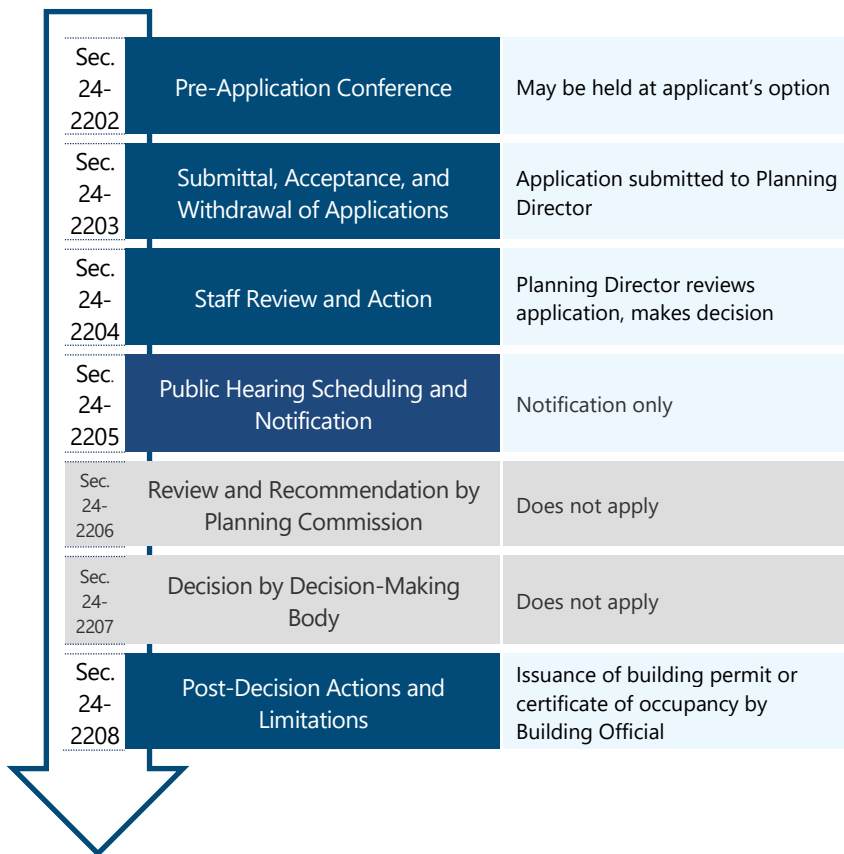 Sec.
24-
2202
Pre-Application Conference
May be held at applicant’s option
Sec.
24-
2203
Submittal, Acceptance, and
Withdrawal of Applications
Application submitted to Planning
Director
Sec.
24-
2204
Staff Review and Action
Planning Director reviews
application, makes decision
Sec.
24-
2205
Public Hearing Scheduling and
Notification
Notification only
Sec.
24-
2206
Review and Recommendation by
Planning Commission
Does not apply
Sec.
24-
2207
Decision by Decision-Making
Body
Does not apply
Sec.
24-
2208
Post-Decision Actions and
Limitations
Issuance of building permit or
certificate of occupancy by
Building Official